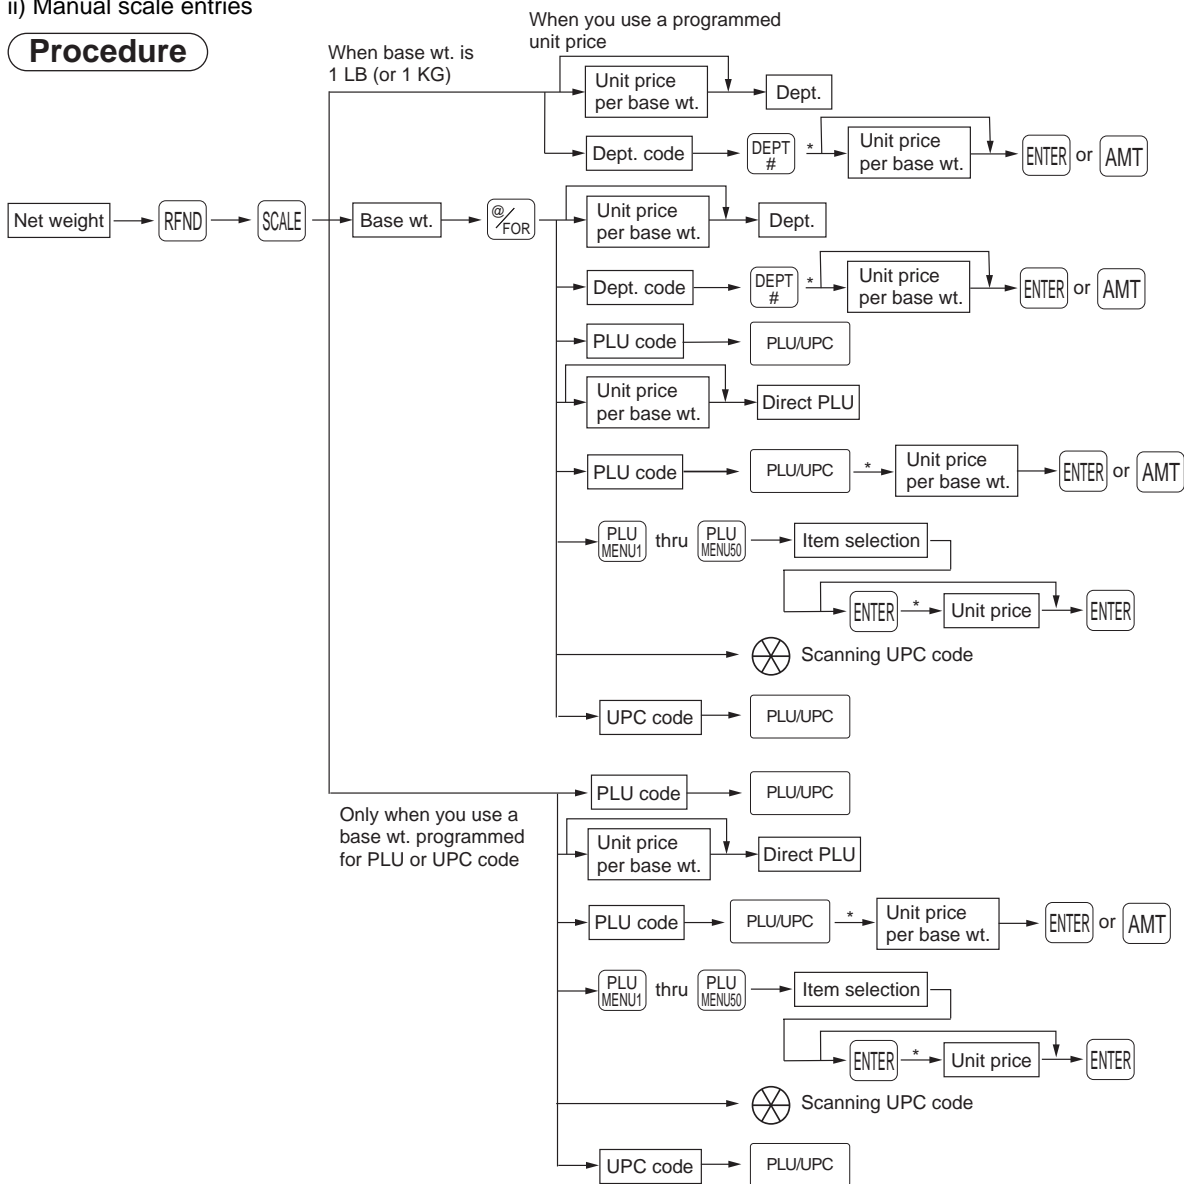 ii) Manual scale entries
Procedure
When you use a programmed
unit price
When base wt. is
1 LB (or 1 KG)
Unit price
per base wt.
Dept.
Dept. code
DEPT
#
*
Unit price
per base wt.
ENTER or AMT
Net weight
RFND
SCALE
Base wt.
@/FOR
Unit price
per base wt.
Dept.
Dept. code
DEPT
#
*
Unit price
per base wt.
ENTER or AMT
PLU code
PLU/UPC
Unit price
per base wt.
Direct PLU
PLU code
PLU/UPC
*
Unit price
per base wt.
ENTER or AMT
PLU
MENU1
thru
PLU
MENU50
Item selection
ENTER
*
Unit price
ENTER
Scanning UPC code
UPC code
PLU/UPC
Only when you use a
base wt. programmed
for PLU or UPC code
PLU code
PLU/UPC
Unit price
per base wt.
Direct PLU
PLU code
PLU/UPC
*
Unit price
per base wt.
ENTER or AMT
PLU
MENU1
thru
PLU
MENU50
Item selection
ENTER
*
Unit price
ENTER
Scanning UPC code
UPC code
PLU/UPC